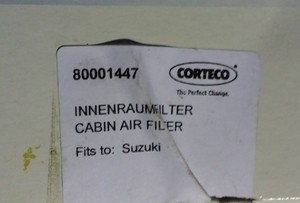 80001447 CORTECO
The Perfect Change.
INNENRAUMFILTER
CABIN AIR FILER
Fits to: Suzuki